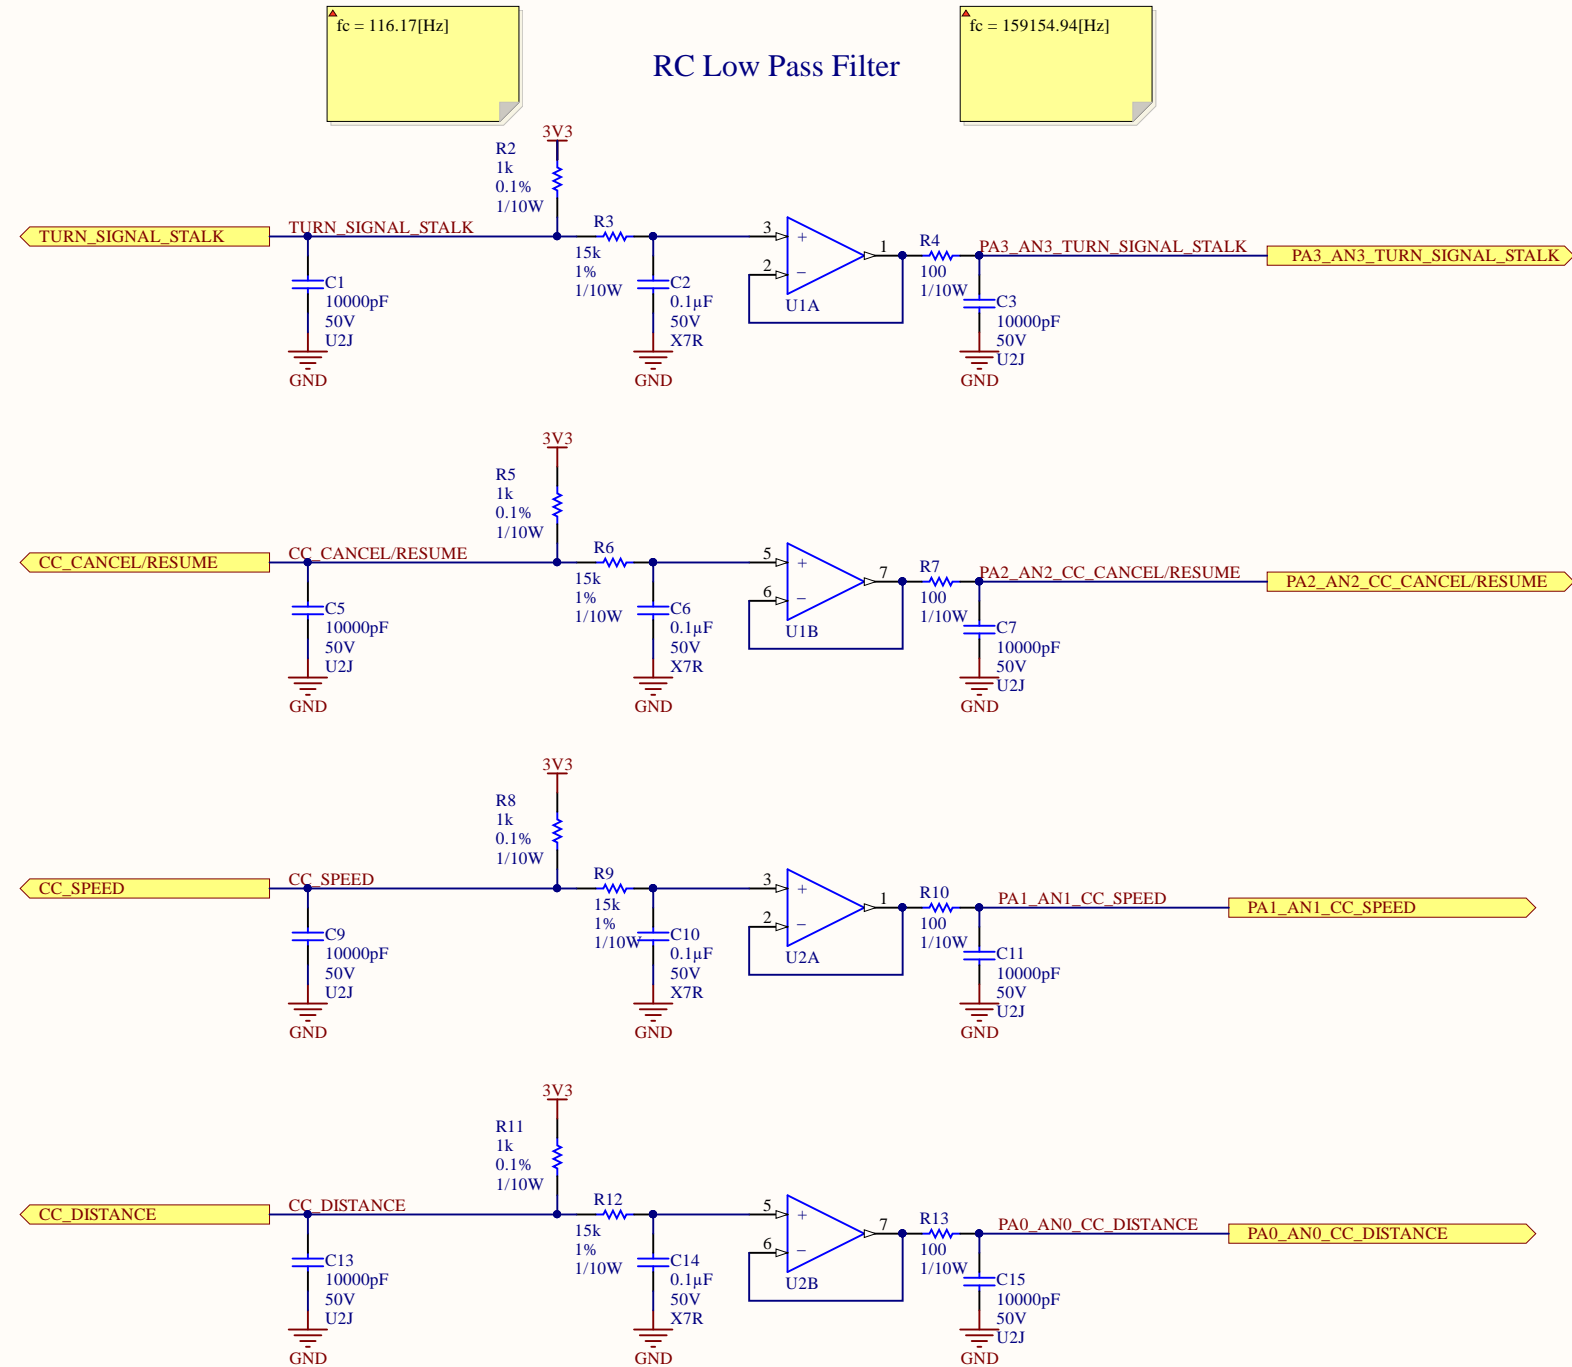 fc = 116.17[Hz]
fc = 159154.94[Hz]
RC Low Pass Filter
3V3
R2
1k
0.1%
1/10W
TURN_SIGNAL_STALK
TURN_SIGNAL_STALK
R3
15k
1%
1/10W
C1
10000pF
50V
U2J
GND
C2
0.1µF
50V
X7R
GND
3
2
+
−
1
U1A
R4
100
1/10W
PA3_AN3_TURN_SIGNAL_STALK
PA3_AN3_TURN_SIGNAL_STALK
C3
10000pF
50V
U2J
GND
3V3
R5
1k
0.1%
1/10W
CC_CANCEL/RESUME
CC_CANCEL/RESUME
R6
15k
1%
1/10W
C5
10000pF
50V
U2J
GND
C6
0.1µF
50V
X7R
GND
5
6
+
−
7
U1B
R7
100
1/10W
PA2_AN2_CC_CANCEL/RESUME
PA2_AN2_CC_CANCEL/RESUME
C7
10000pF
50V
U2J
GND
3V3
R8
1k
0.1%
1/10W
CC_SPEED
CC_SPEED
R9
15k
1%
1/10W
C9
10000pF
50V
U2J
GND
C10
0.1µF
50V
X7R
GND
3
2
+
−
1
U2A
R10
100
1/10W
PA1_AN1_CC_SPEED
PA1_AN1_CC_SPEED
C11
10000pF
50V
U2J
GND
3V3
R11
1k
0.1%
1/10W
CC_DISTANCE
CC_DISTANCE
R12
15k
1%
1/10W
C13
10000pF
50V
U2J
GND
C14
0.1µF
50V
X7R
GND
5
6
+
−
7
U2B
R13
100
1/10W
PA0_AN0_CC_DISTANCE
PA0_AN0_CC_DISTANCE
C15
10000pF
50V
U2J
GND